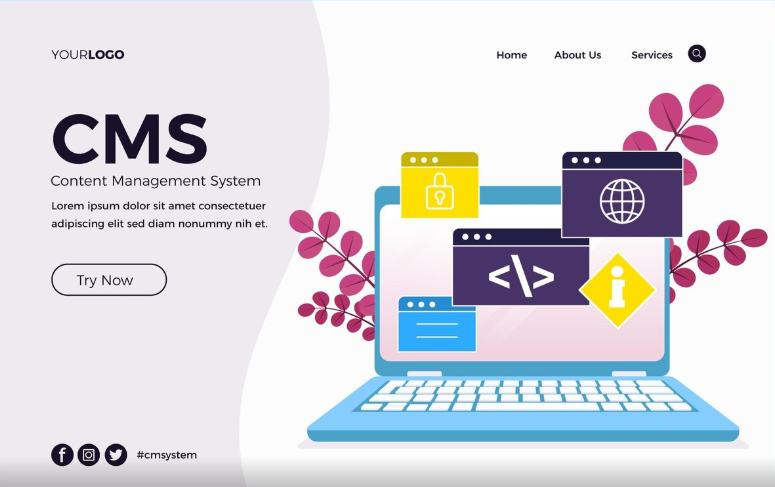 YOURLOGO
Home About Us Services
CMS
Content Management System
Lorem ipsum dolor sit amet consectetuer
adipiscing elit sed diam nonummy nih et.
Try Now
</>
i
f
#cmsystem